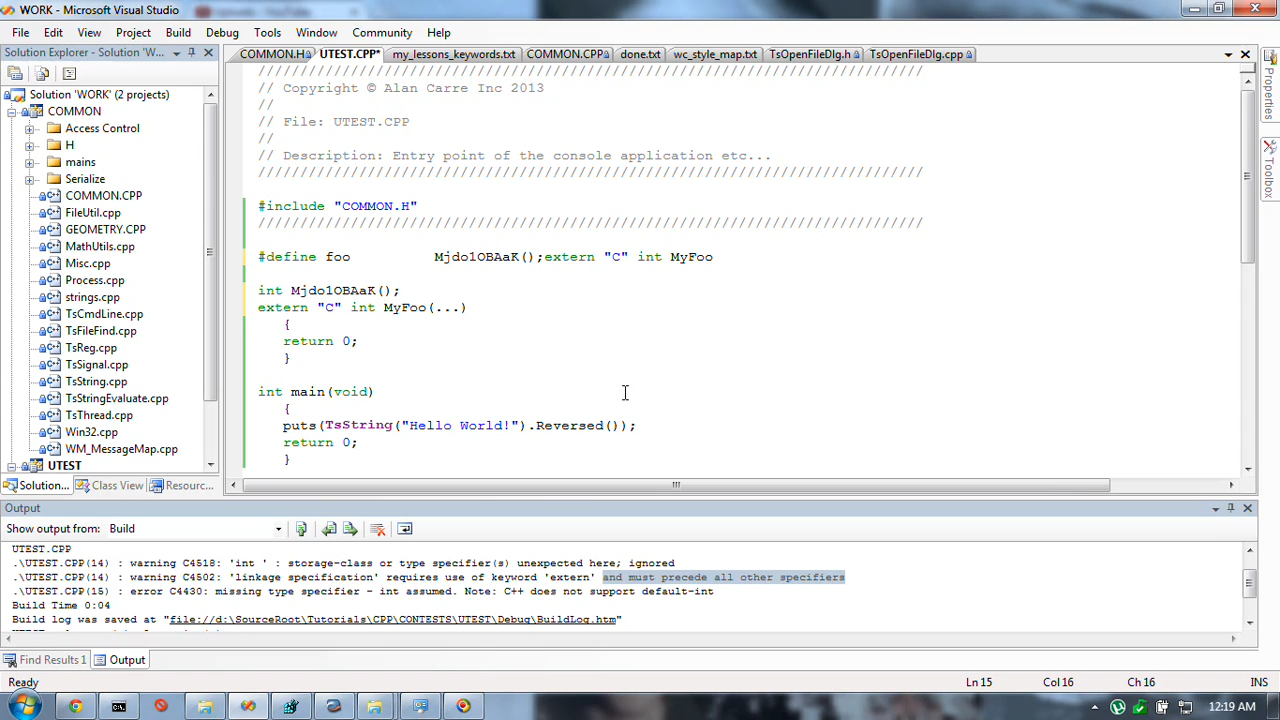 WORK - Microsoft Visual Studio
File Edit View Project Build Debug Tools Window Community Help
Solution Explorer - Solution 'W...
COMMON.H UTEST.CPP* my_lessons_keywords.txt COMMON.CPP done.txt wc_style_map.txt TsOpenFileDlg.h TsOpenFileDlg.cpp
Solution 'WORK' (2 projects)
COMMON
Access Control
H
mains
Serialize
COMMON.CPP
FileUtil.cpp
GEOMETRY.CPP
MathUtils.cpp
Misc.cpp
Process.cpp
strings.cpp
TsCmdLine.cpp
TsFileFind.cpp
TsReg.cpp
TsSignal.cpp
TsString.cpp
TsStringEvaluate.cpp
TsThread.cpp
Win32.cpp
WM_MessageMap.cpp
UTEST
Solution... Class View Resourc...
///////////////////////////////////////////////////////////////////////////////
// Copyright © Alan Carre Inc 2013
//
// File: UTEST.CPP
//
// Description: Entry point of the console application etc...
///////////////////////////////////////////////////////////////////////////////
#include "COMMON.H"
///////////////////////////////////////////////////////////////////////////////
#define foo Mjdo1OBAaK();extern "C" int MyFoo
int Mjdo1OBAaK();
extern "C" int MyFoo(...)
{
return 0;
}
int main(void)
{
puts(TsString("Hello World!").Reversed());
return 0;
}
Properties
Toolbox
Output
Show output from: Build
UTEST.CPP
.\UTEST.CPP(14) : warning C4518: 'int ' : storage-class or type specifier(s) unexpected here; ignored
.\UTEST.CPP(14) : warning C4502: 'linkage specification' requires use of keyword 'extern' and must precede all other specifiers
.\UTEST.CPP(15) : error C4430: missing type specifier - int assumed. Note: C++ does not support default-int
Build Time 0:04
Build log was saved at "file://d:\SourceRoot\Tutorials\CPP\CONTESTS\UTEST\Debug\BuildLog.htm"
Find Results 1 Output
Ready Ln 15 Col 16 Ch 16 INS
12:19 AM